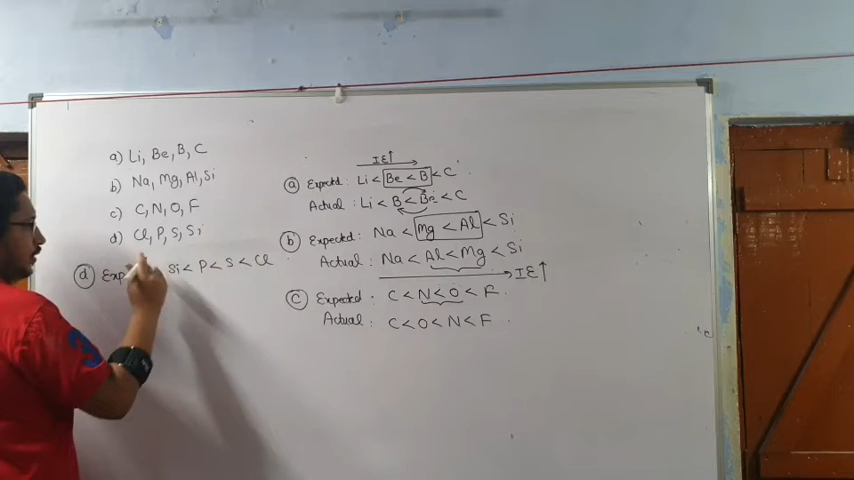 a) Li, Be, B, C
b) Na, Mg, Al, Si
c) C, N, O, F
d) Cl, P, S, Si
ⓓ Si < P < S < Cl
IE↑
ⓐ Expected : Li < Be < B < C
Actual : Li < B < Be < C
ⓑ Expected : Na < Mg < Al < Si
Actual : Na < Al < Mg < Si
IE↑
ⓒ Expected : C < N < O < F
Actual : C < O < N < F